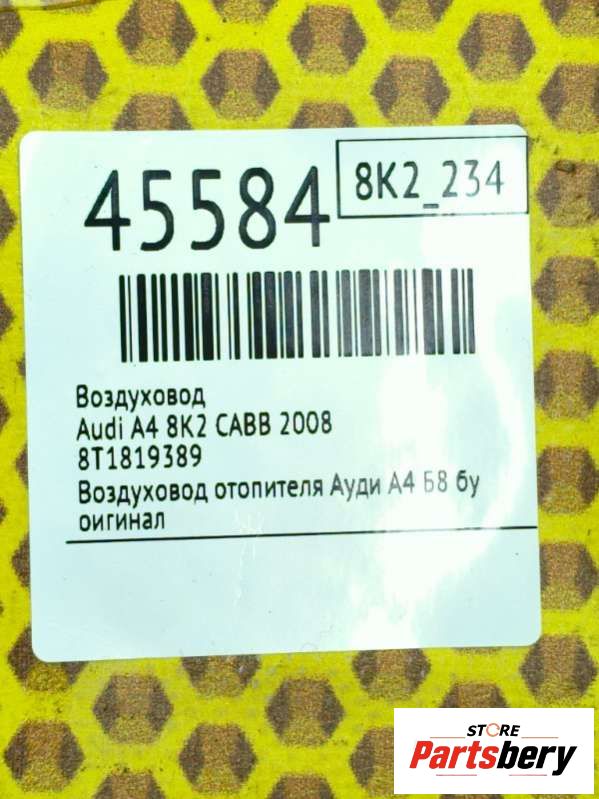 45584
8K2_234
Воздуховод
Audi A4 8K2 CABB 2008
8T1819389
Воздуховод отопителя Ауди А4 Б8 бу
оигинал
STORE
Partsbery